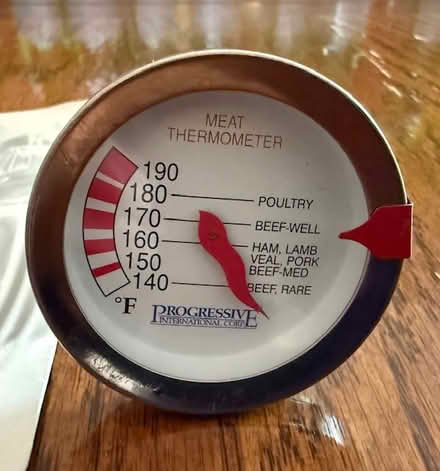 MEAT
THERMOMETER
190
180 POULTRY
170 BEEF-WELL
160 HAM, LAMB
VEAL, PORK
150 BEEF-MED
140 BEEF, RARE
°F
PROGRESSIVE
INTERNATIONAL CORP.